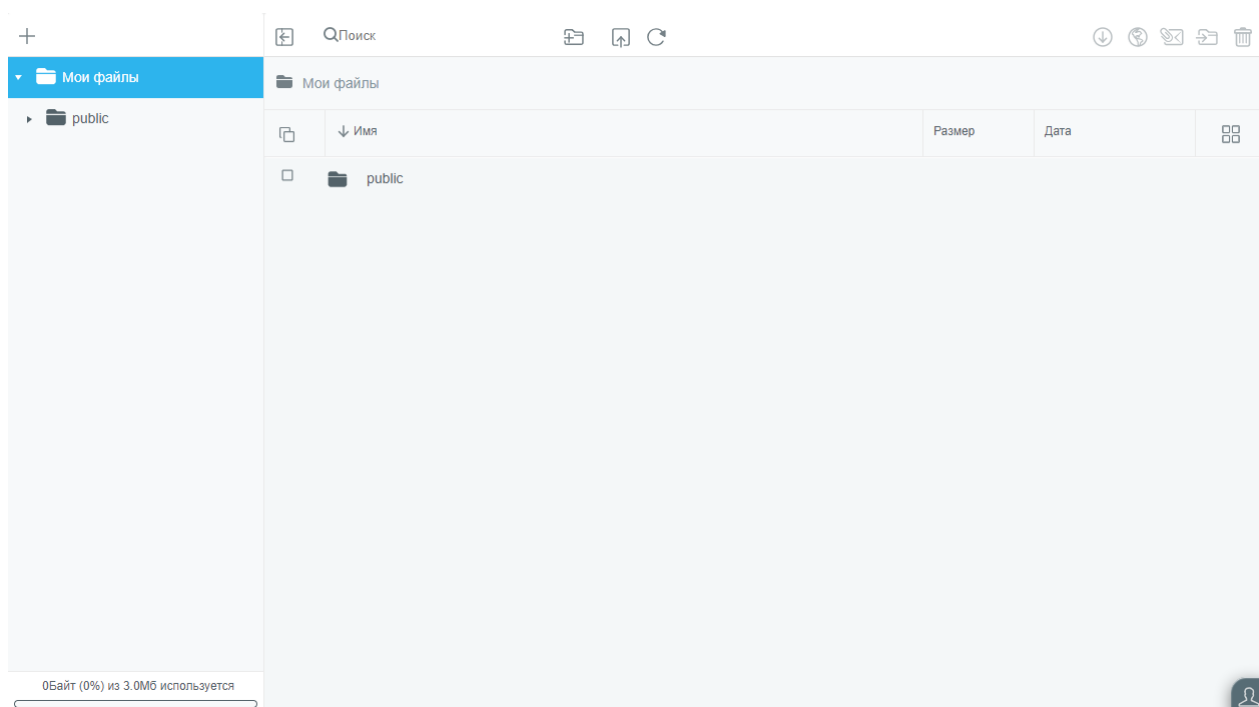 Поиск
Мои файлы
Мои файлы
public
Имя
Размер
Дата
public
0Байт (0%) из 3.0Мб используется